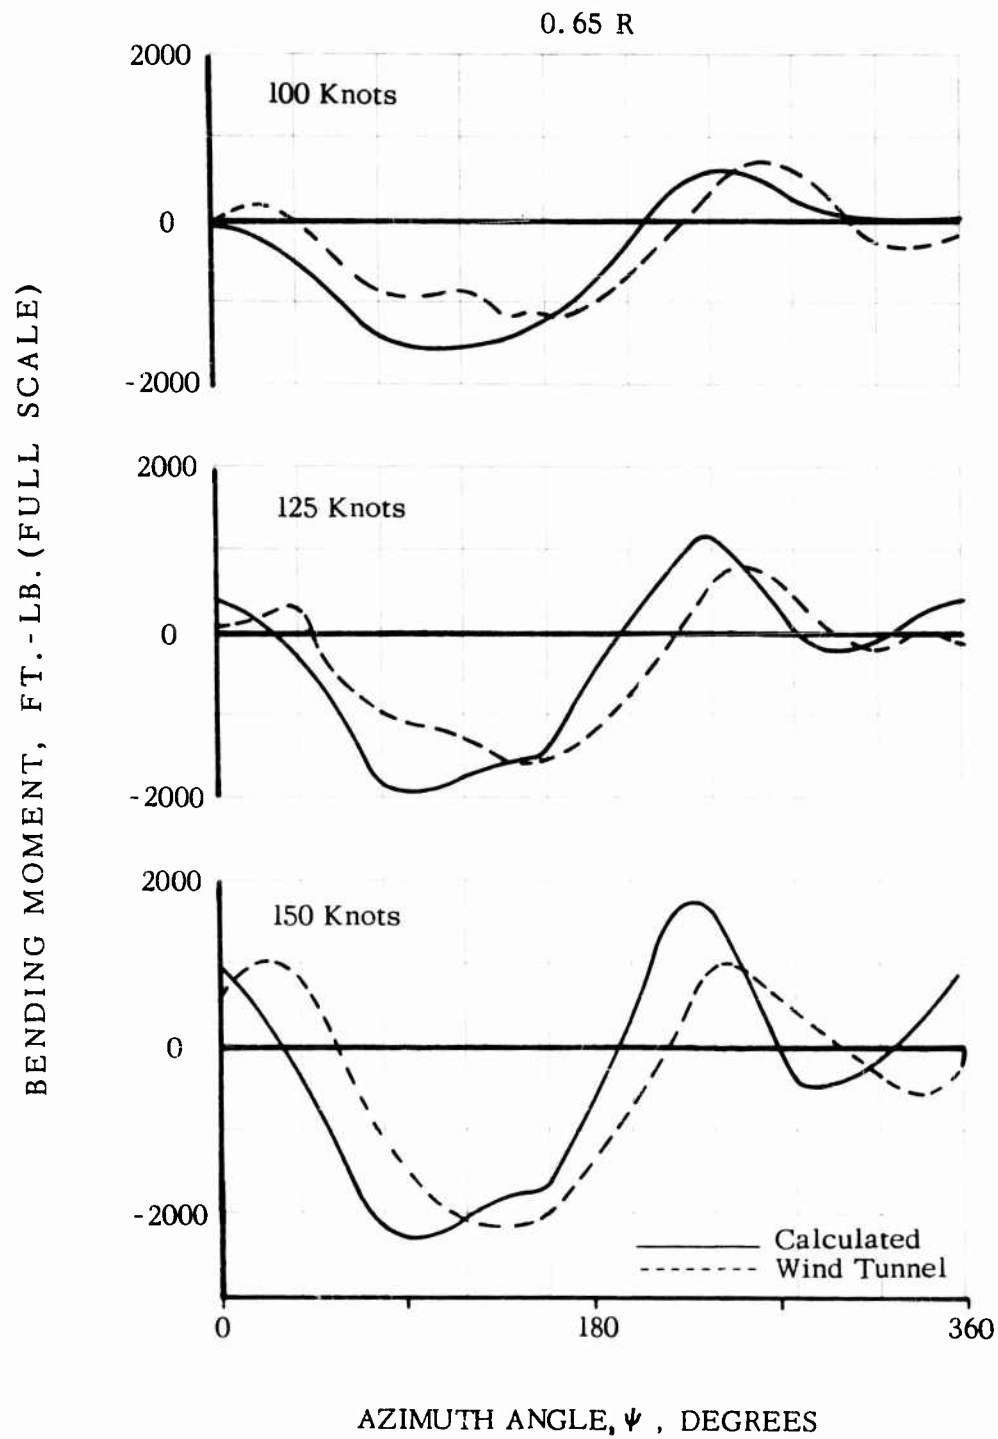 0.65 R
2000
100 Knots
0
-2000
2000
125 Knots
0
-2000
2000
150 Knots
0
-2000
Calculated
Wind Tunnel
0 180 360
AZIMUTH ANGLE, ψ , DEGREES
BENDING MOMENT, FT.-LB.(FULL SCALE)